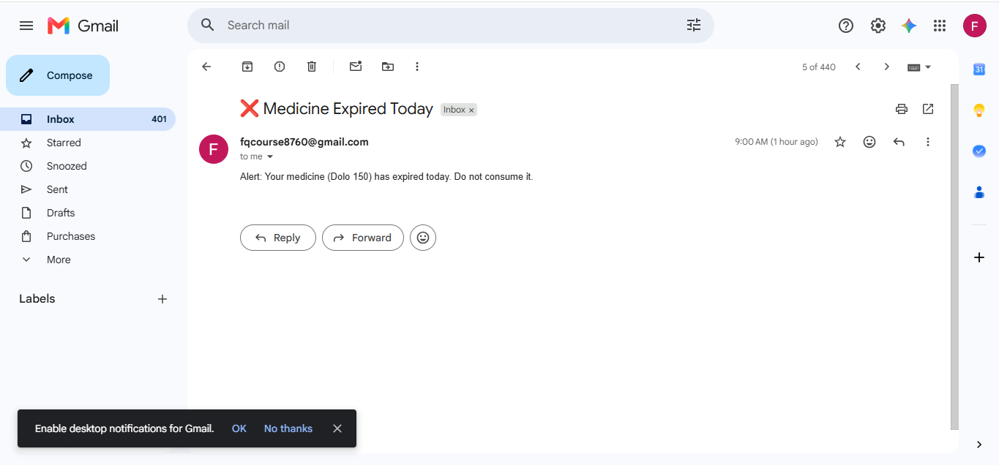 Gmail
Search mail
F
Compose
5 of 440
31
Inbox 401
Starred
Snoozed
Sent
Drafts
Purchases
More
Labels
❌ Medicine Expired Today Inbox ×
F
fqcourse8760@gmail.com 9:00 AM (1 hour ago)
to me
Alert: Your medicine (Dolo 150) has expired today. Do not consume it.
Reply Forward
Enable desktop notifications for Gmail. OK No thanks